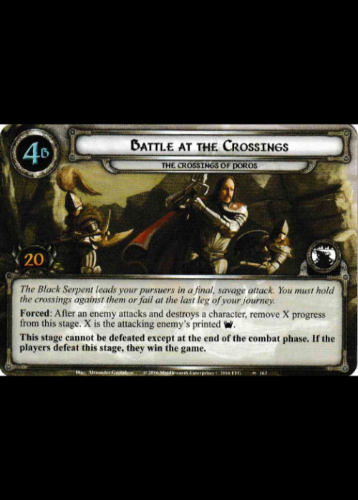 4B
BATTLE AT THE CROSSINGS
THE CROSSINGS OF POROS
20
The Black Serpent leads your pursuers in a final, savage attack. You must hold
the crossings against them or fail at the last leg of your journey.
Forced: After an enemy attacks and destroys a character, remove X progress
from this stage. X is the attacking enemy's printed
This stage cannot be defeated except at the end of the combat phase. If the
players defeat this stage, they win the game.